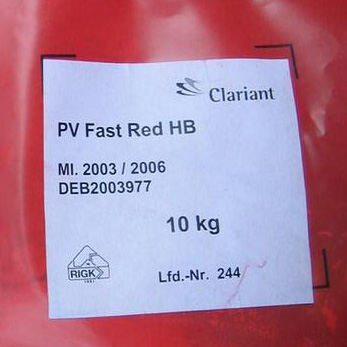 Clariant
PV Fast Red HB
MI. 2003 / 2006
DEB2003977
10 kg
RIGK
Lfd.-Nr. 244